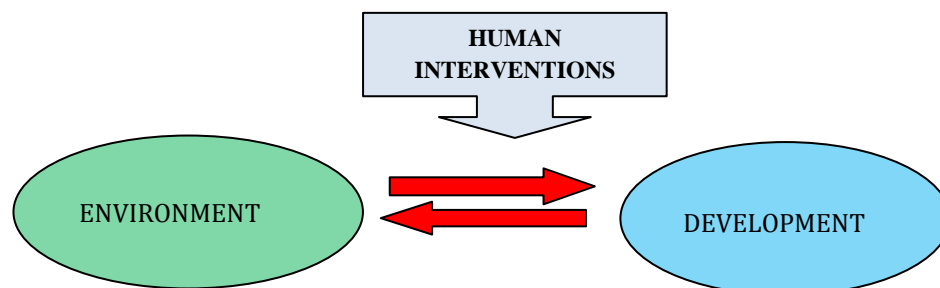 HUMAN
INTERVENTIONS
ENVIRONMENT
DEVELOPMENT